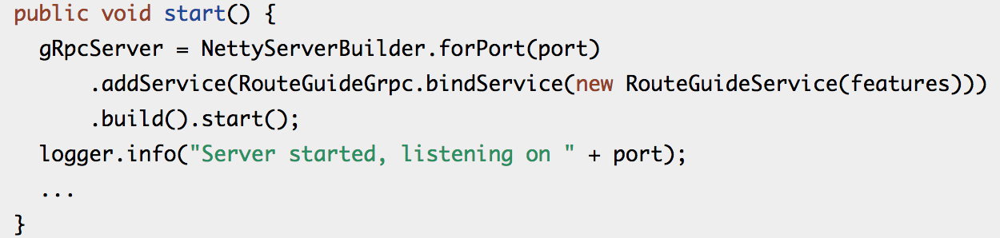 public void start() {
  gRpcServer = NettyServerBuilder.forPort(port)
      .addService(RouteGuideGrpc.bindService(new RouteGuideService(features)))
      .build().start();
  logger.info("Server started, listening on " + port);
  ...
}